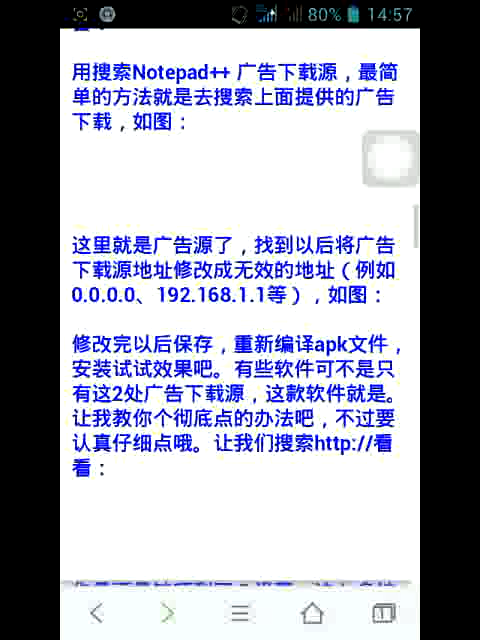 80% 14:57
用搜索Notepad++ 广告下载源，最简
单的方法就是去搜索上面提供的广告
下载，如图：
这里就是广告源了，找到以后将广告
下载源地址修改成无效的地址（例如
0.0.0.0、192.168.1.1等），如图：
修改完以后保存，重新编译apk文件，
安装试试效果吧。有些软件可不是只
有这2处广告下载源，这款软件就是。
让我教你个彻底点的办法吧，不过要
认真仔细点哦。让我们搜索http://看
看：
1